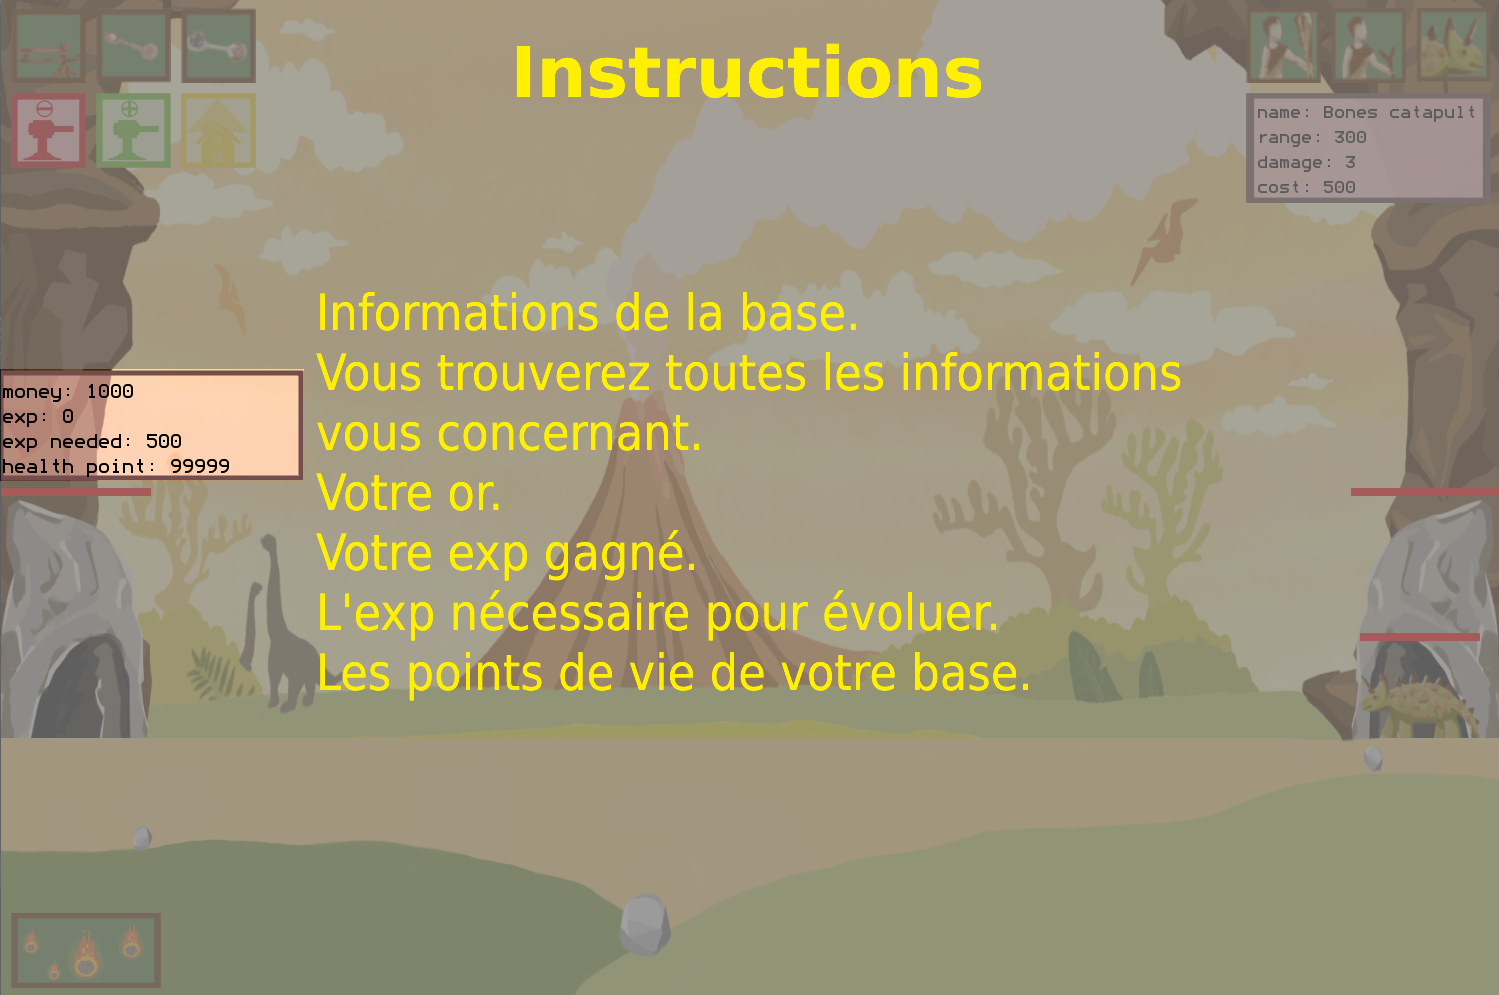 Instructions
name: Bones catapult
range: 300
damage: 3
cost: 500
Informations de la base.
Vous trouverez toutes les informations
vous concernant.
Votre or.
Votre exp gagné.
L'exp nécessaire pour évoluer.
Les points de vie de votre base.
money: 1000
exp: 0
exp needed: 500
health point: 99999